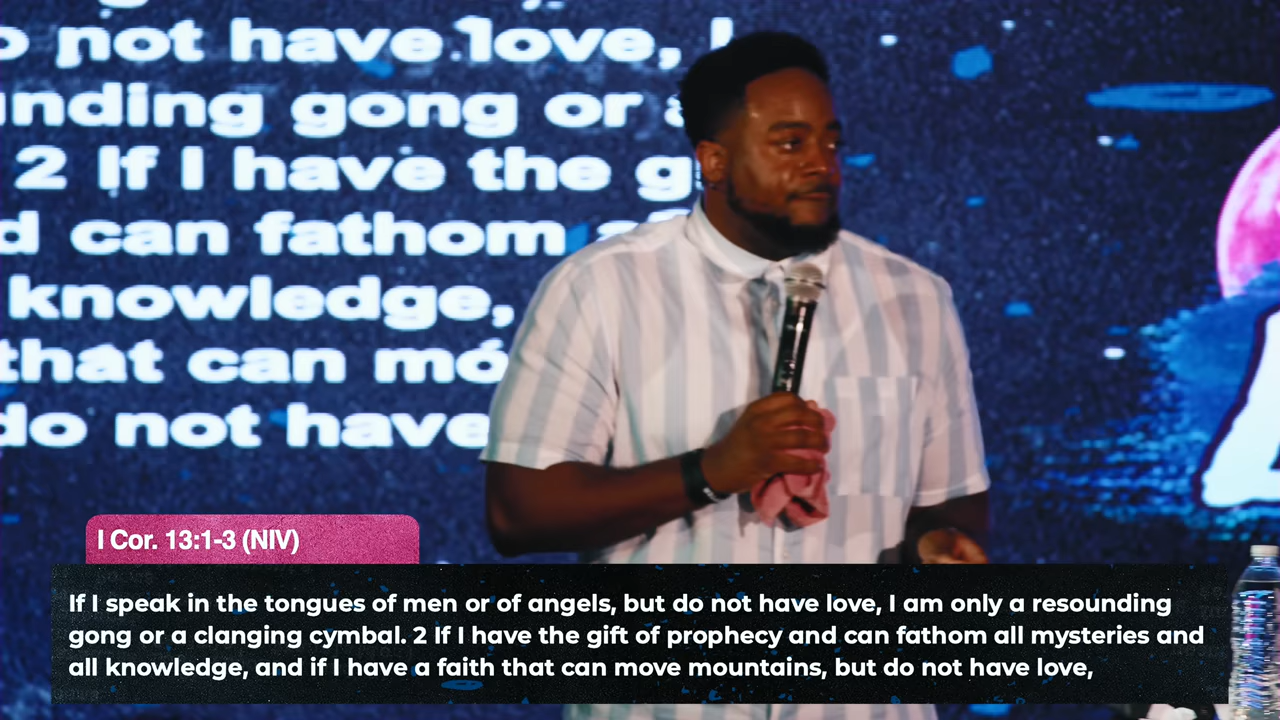 o not have love, I
unding gong or a
2 If I have the g
d can fathom a
knowledge,
that can mo
do not have
I Cor. 13:1-3 (NIV)
If I speak in the tongues of men or of angels, but do not have love, I am only a resounding
gong or a clanging cymbal. 2 If I have the gift of prophecy and can fathom all mysteries and
all knowledge, and if I have a faith that can move mountains, but do not have love,